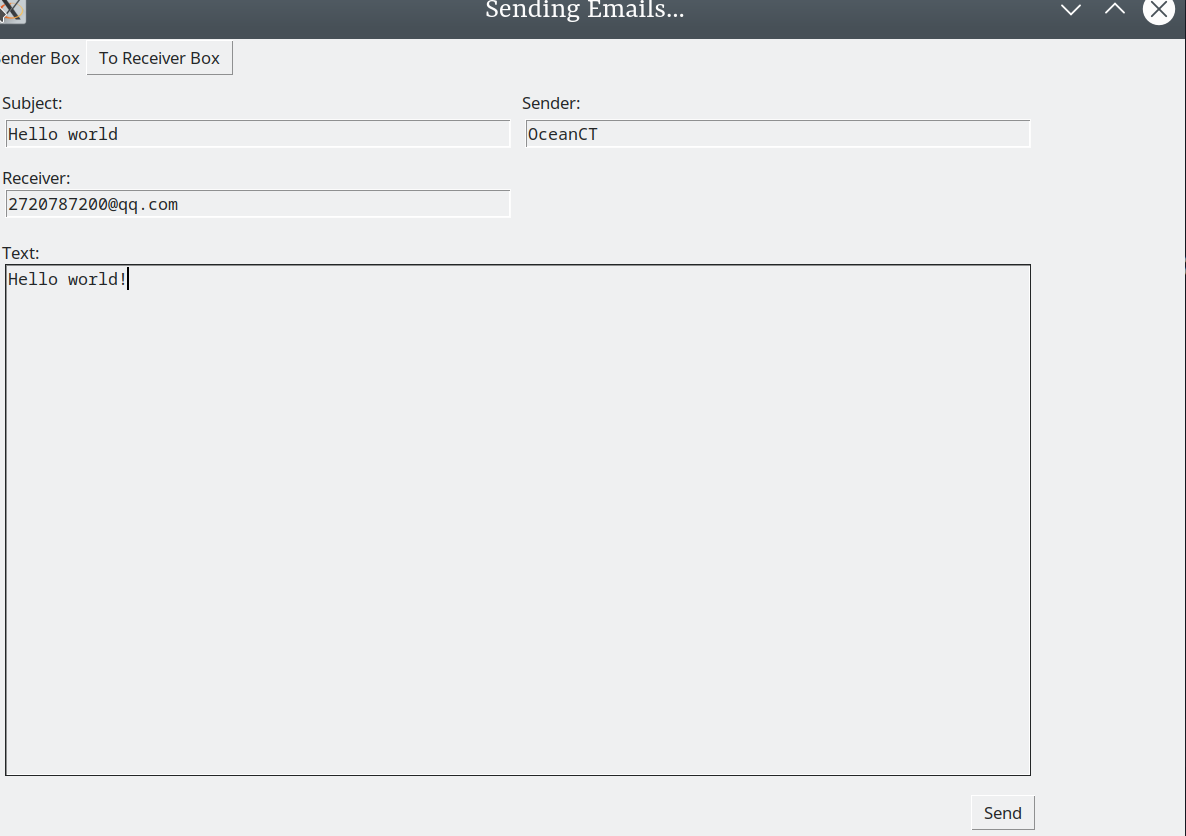 Sending Emails...
ender Box To Receiver Box
Subject: Sender:
Hello world OceanCT
Receiver:
2720787200@qq.com
Text:
Hello world!
Send